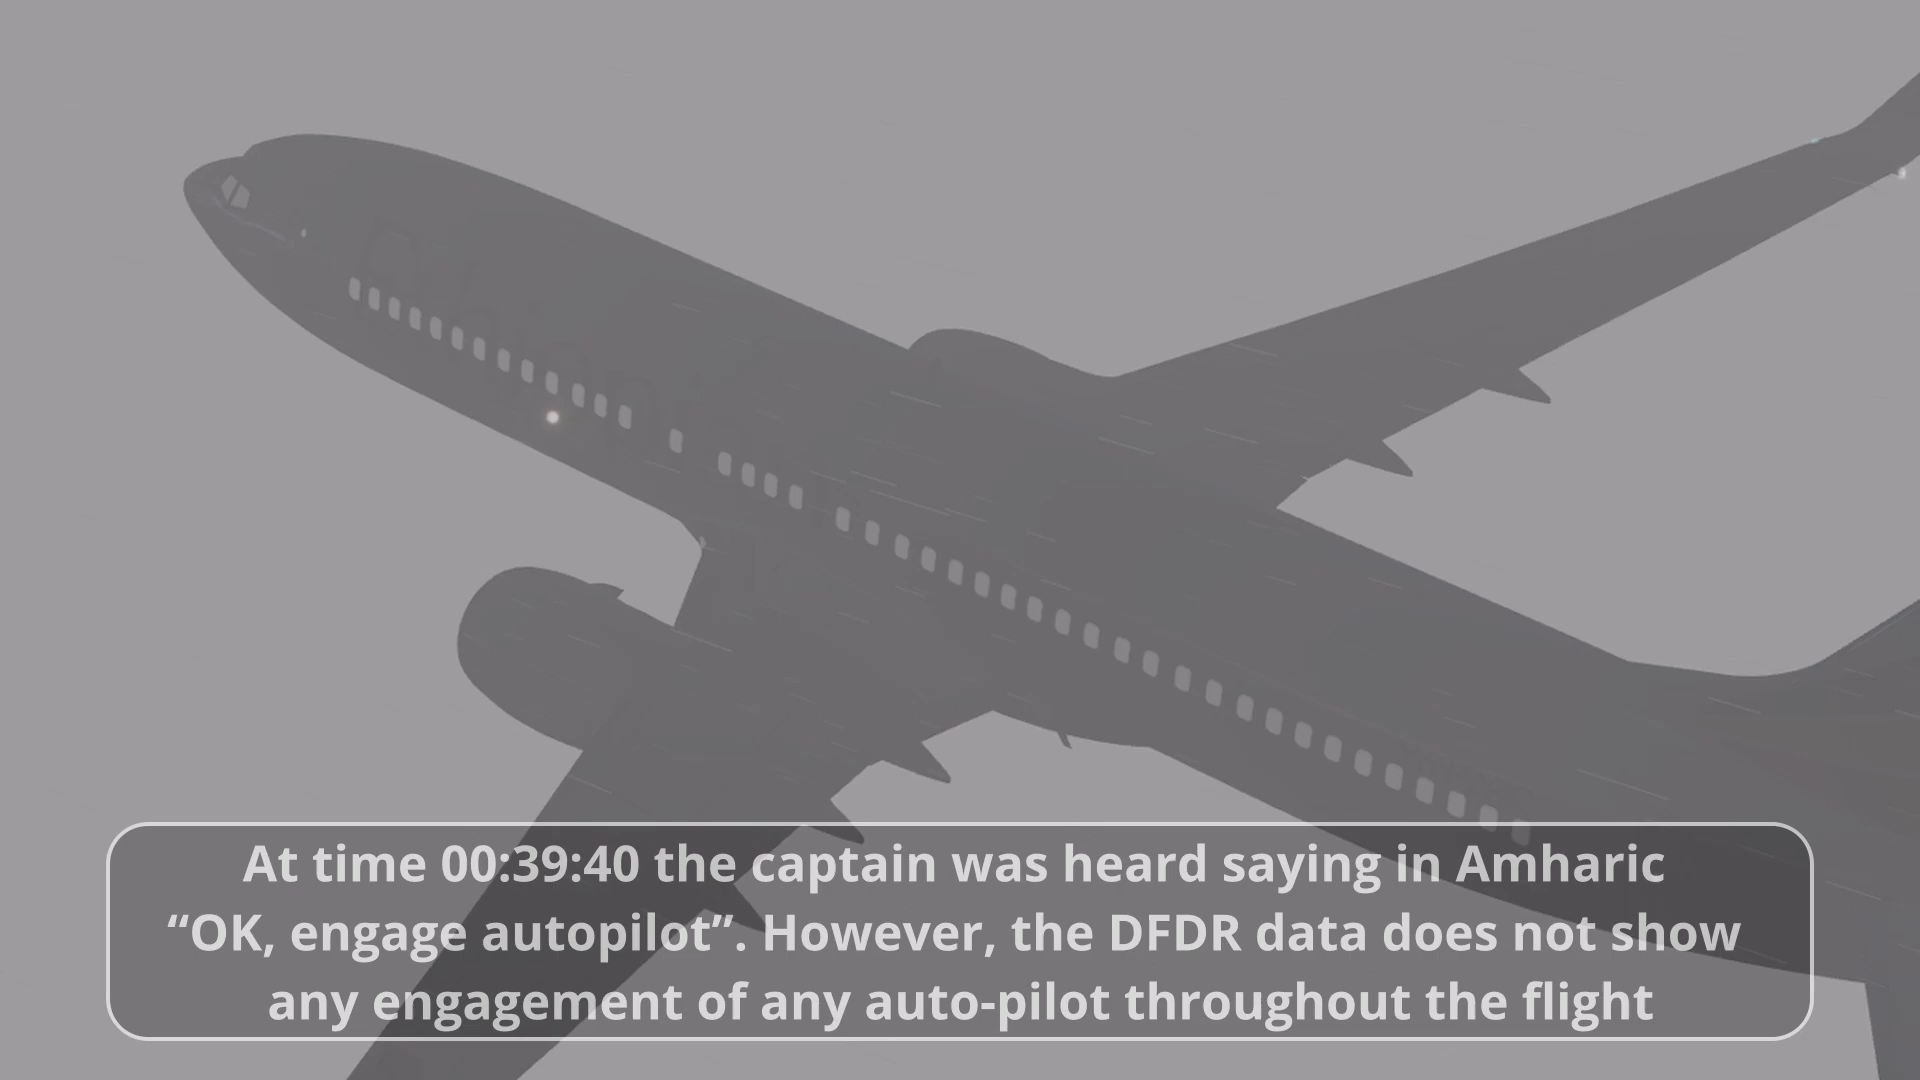 Ethiopian
At time 00:39:40 the captain was heard saying in Amharic
“OK, engage autopilot”. However, the DFDR data does not show
any engagement of any auto-pilot throughout the flight